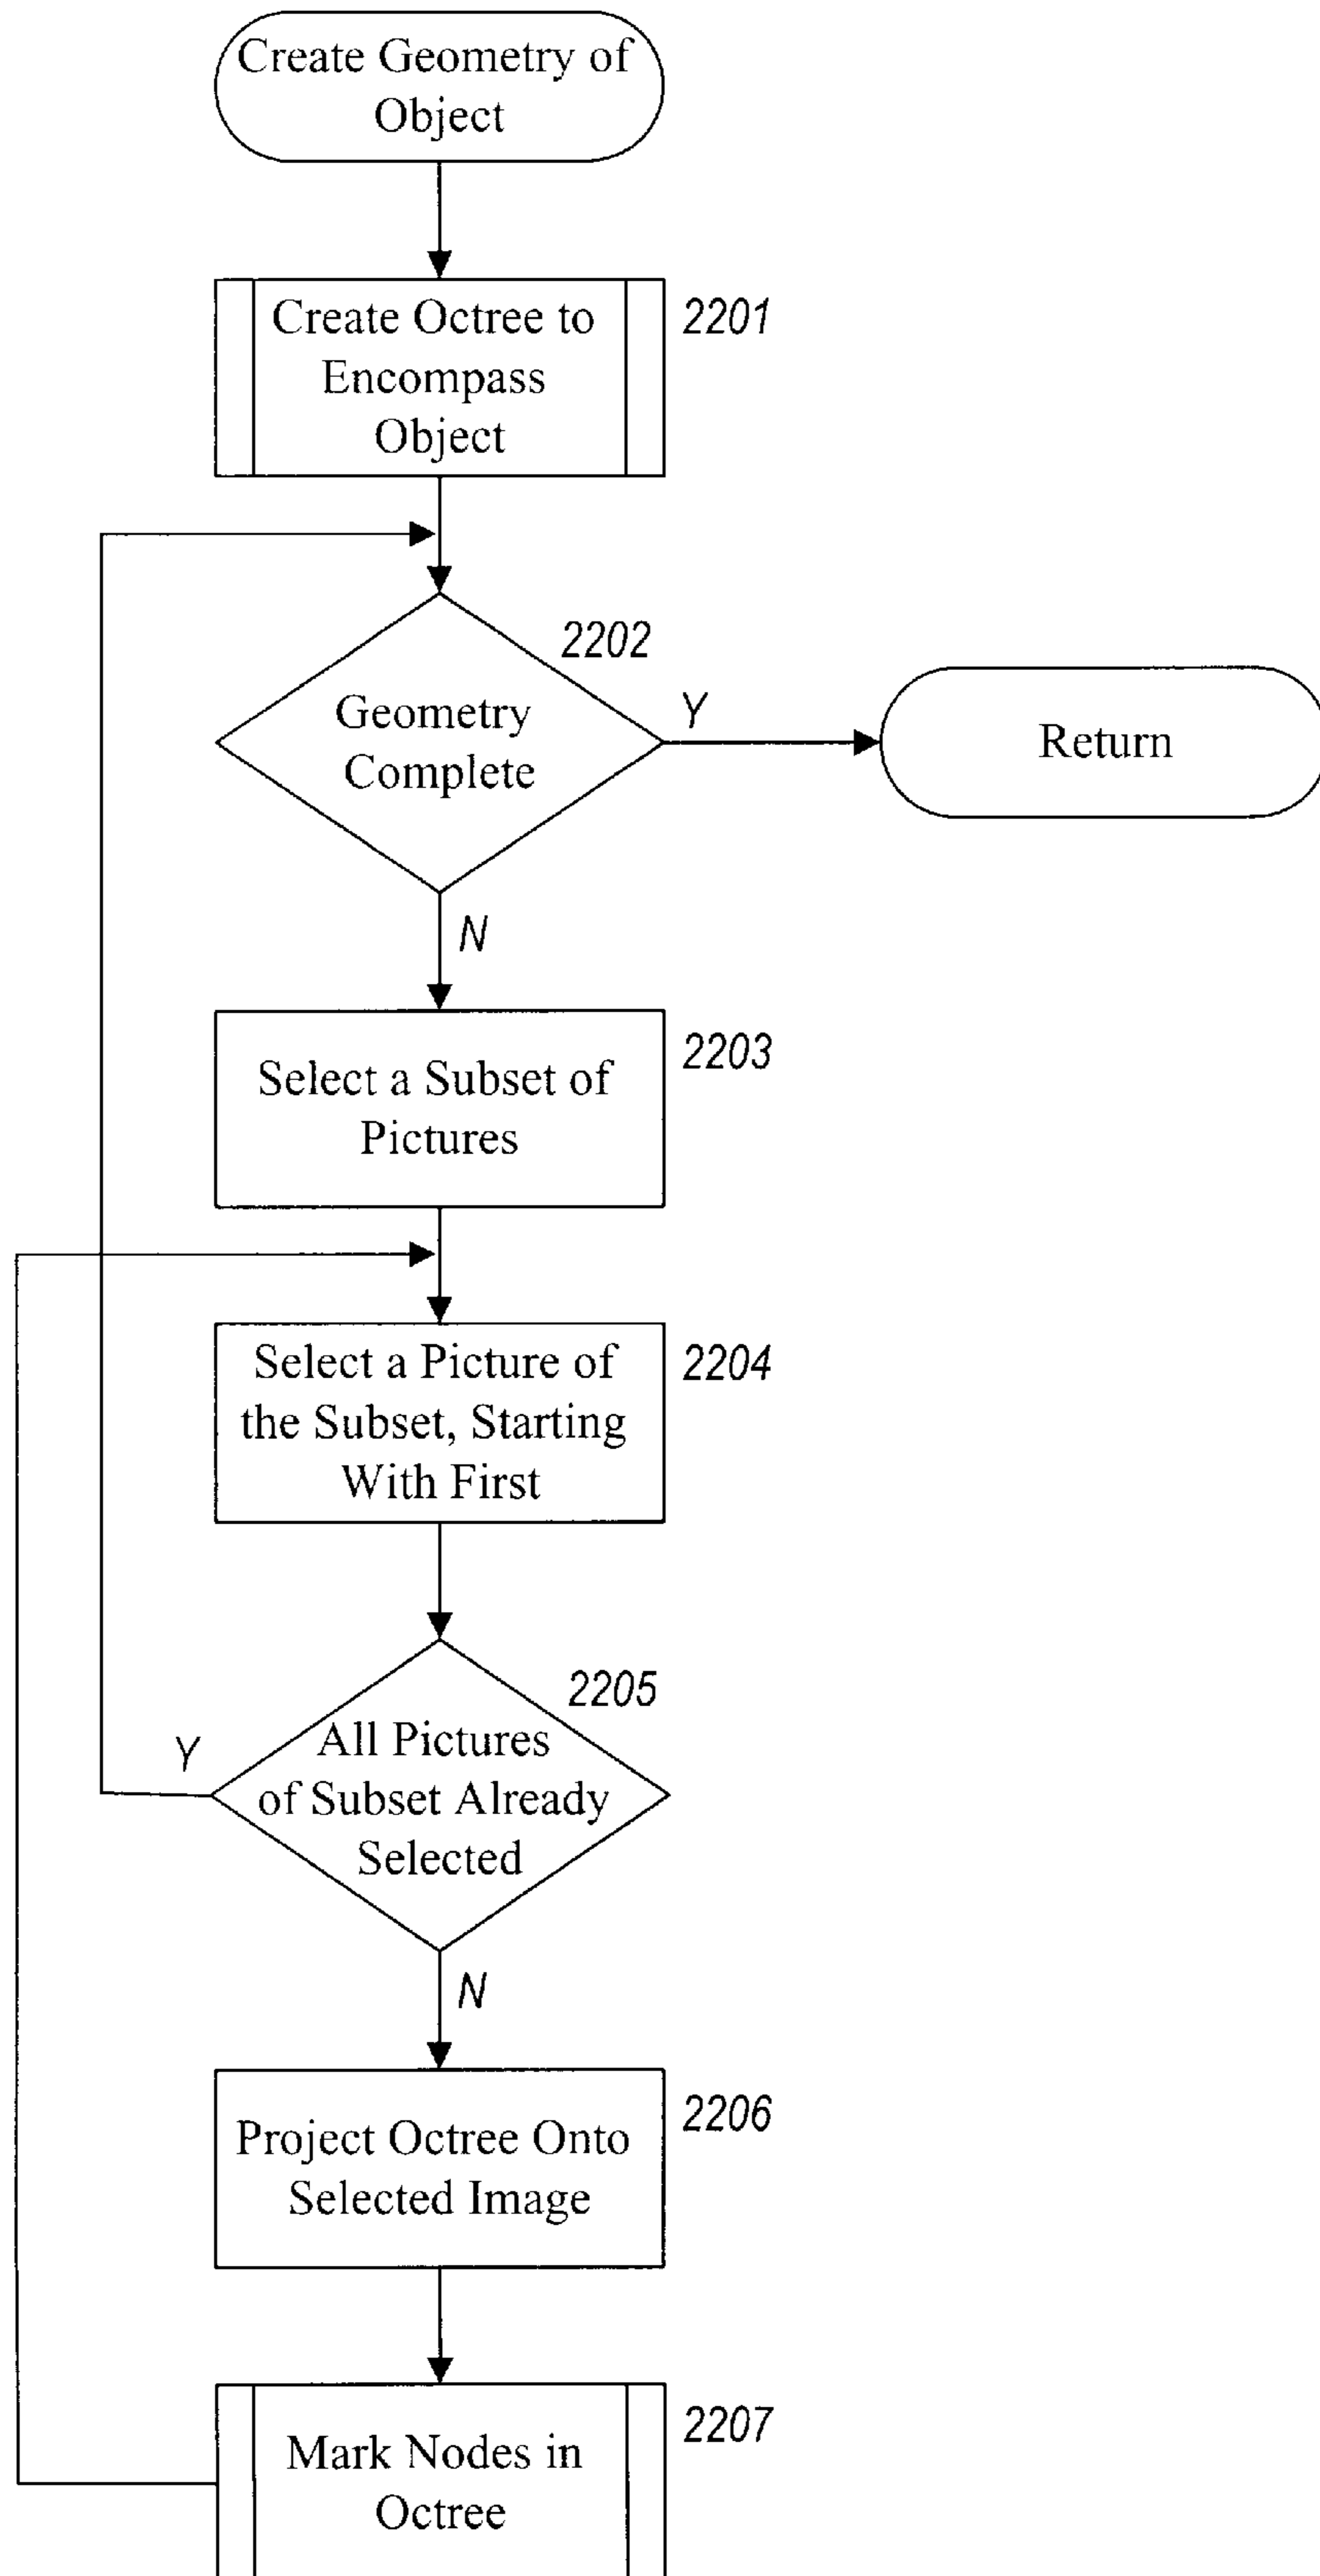 Create Geometry of
Object
Create Octree to
Encompass
Object
2201
2202
Geometry
Complete
Y
Return
N
Select a Subset of
Pictures
2203
Select a Picture of
the Subset, Starting
With First
2204
2205
All Pictures
of Subset Already
Selected
Y
N
Project Octree Onto
Selected Image
2206
Mark Nodes in
Octree
2207